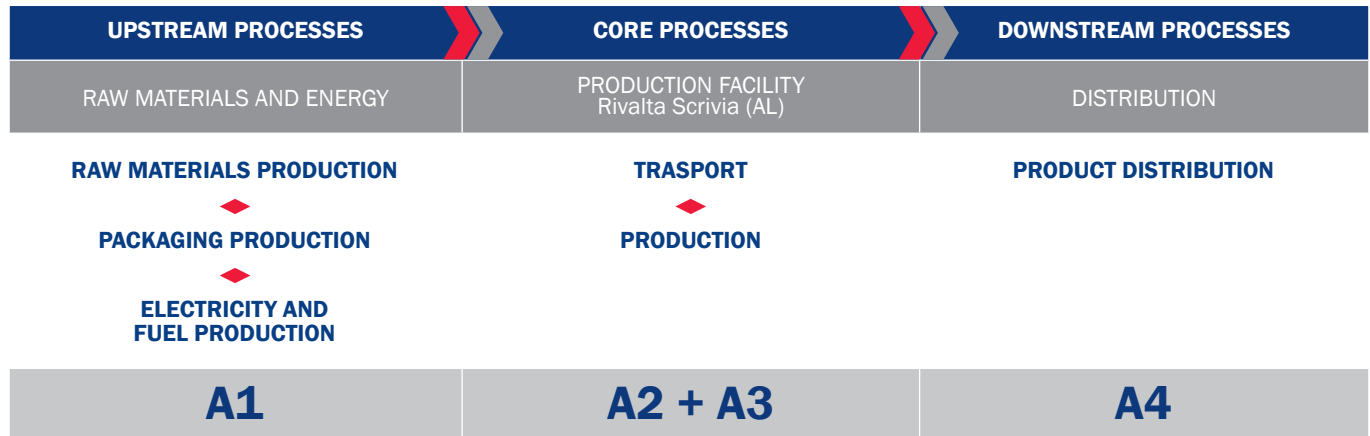 UPSTREAM PROCESSES
CORE PROCESSES
DOWNSTREAM PROCESSES
RAW MATERIALS AND ENERGY
PRODUCTION FACILITY
Rivalta Scrivia (AL)
DISTRIBUTION
RAW MATERIALS PRODUCTION
PACKAGING PRODUCTION
ELECTRICITY AND
FUEL PRODUCTION
TRASPORT
PRODUCTION
PRODUCT DISTRIBUTION
A1
A2 + A3
A4